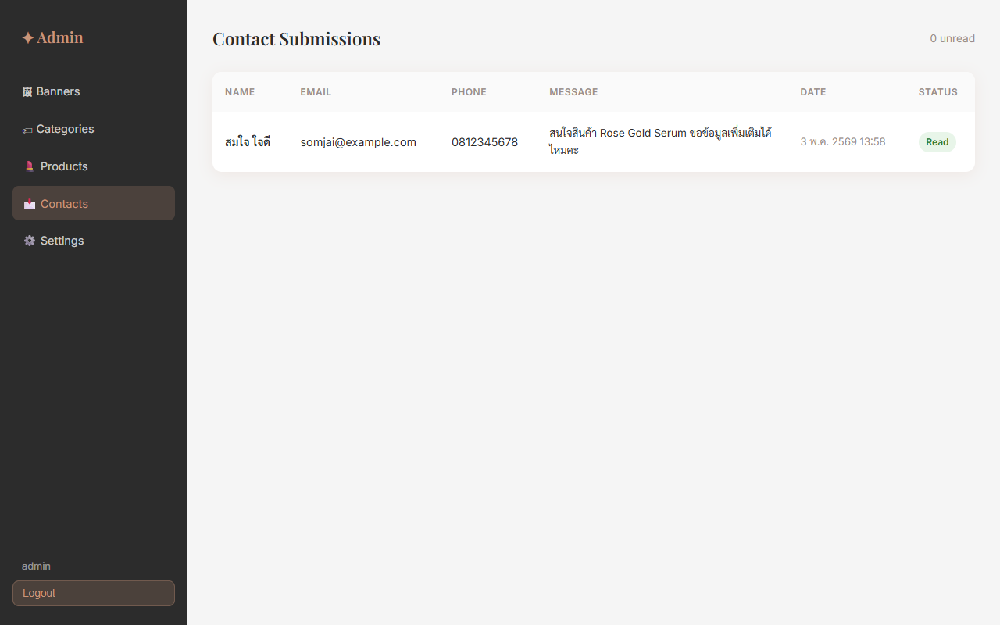 ✦ Admin
Banners
Categories
Products
Contacts
Settings
admin
Logout
Contact Submissions
0 unread
NAME EMAIL PHONE MESSAGE DATE STATUS
สมใจ ใจดี somjai@example.com 0812345678 สนใจสินค้า Rose Gold Serum ขอข้อมูลเพิ่มเติมได้
ไหมคะ
3 พ.ค. 2569 13:58 Read